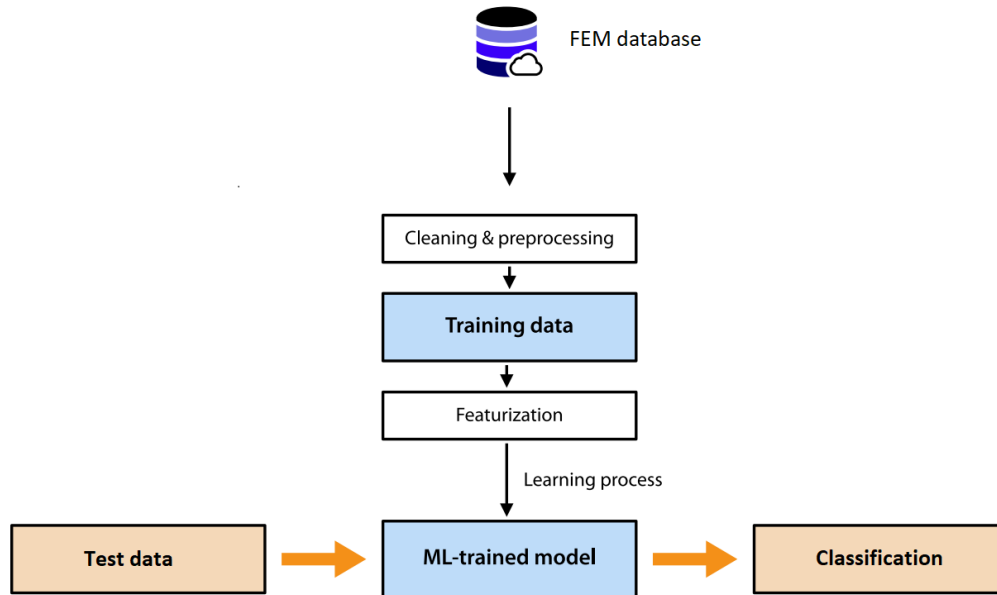 FEM database
Cleaning & preprocessing
Training data
Featurization
Learning process
Test data
ML-trained model
Classification